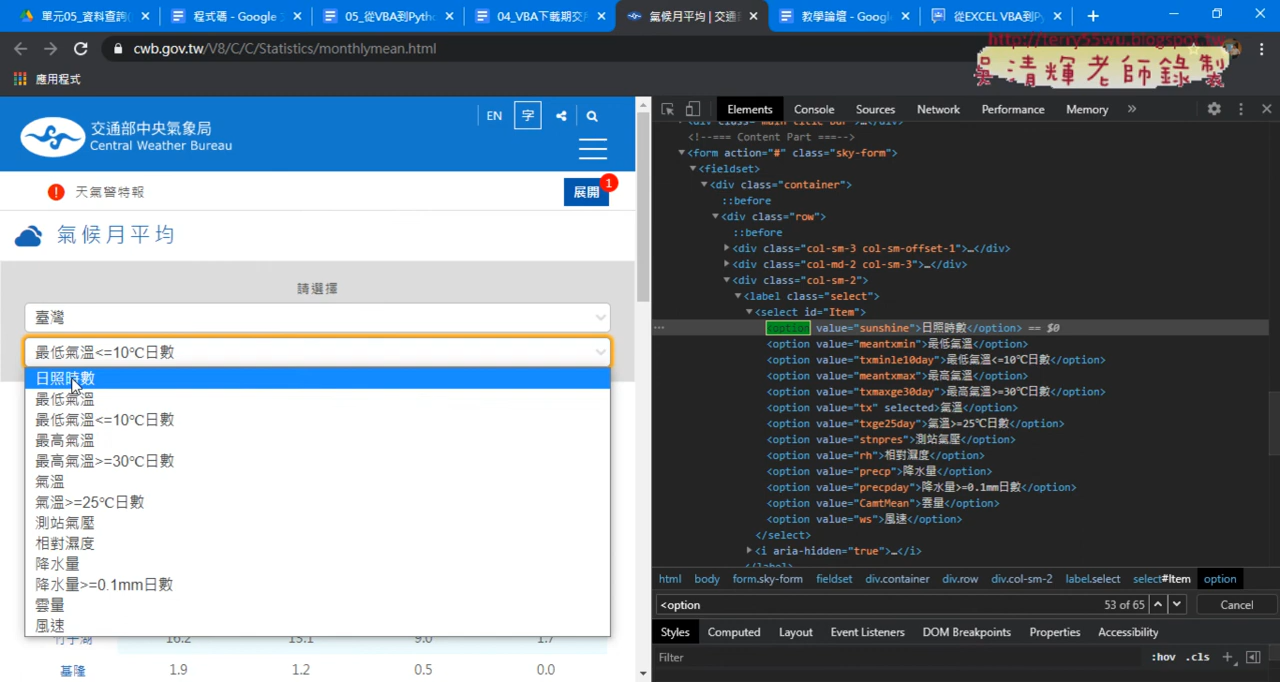 單元05_資料查詢(
程式碼 - Google
05_從VBA到Pyth
04_VBA下載期交
氣候月平均 | 交通
教學論壇 - Googl
從EXCEL VBA到P
http://terry55wu.blogspot.tw
cwb.gov.tw/V8/C/C/Statistics/monthlymean.html
吳清輝老師錄製
應用程式
交通部中央氣象局
Central Weather Bureau
EN
字
天氣警特報
展開
1
氣候月平均
請選擇
臺灣
最低氣溫<=10℃日數
日照時數
最低氣溫
最低氣溫<=10℃日數
最高氣溫
最高氣溫>=30℃日數
氣溫
氣溫>=25℃日數
測站氣壓
相對濕度
降水量
降水量>=0.1mm日數
雲量
風速
竹子湖 16.2 15.1 9.0 1.7
基隆 1.9 1.2 0.5 0.0
Elements Console Sources Network Performance Memory »
<!--=== Content Part ===-->
<form action="#" class="sky-form">
<fieldset>
<div class="container">
::before
<div class="row">
::before
<div class="col-sm-3 col-sm-offset-1">…</div>
<div class="col-md-2 col-sm-3">…</div>
<div class="col-sm-2">
<label class="select">
<select id="Item">
<option value="sunshine">日照時數</option> == $0
<option value="meantxmin">最低氣溫</option>
<option value="txminle10day">最低氣溫<=10℃日數</option>
<option value="meantxmax">最高氣溫</option>
<option value="txmaxge30day">最高氣溫>=30℃日數</option>
<option value="tx" selected>氣溫</option>
<option value="txge25day">氣溫>=25℃日數</option>
<option value="stnpres">測站氣壓</option>
<option value="rh">相對濕度</option>
<option value="precp">降水量</option>
<option value="precpday">降水量>=0.1mm日數</option>
<option value="CamtMean">雲量</option>
<option value="ws">風速</option>
</select>
<i aria-hidden="true">…</i>
</label>
html body form.sky-form fieldset div.container div.row div.col-sm-2 label.select select#Item option
<option 53 of 65 Cancel
Styles Computed Layout Event Listeners DOM Breakpoints Properties Accessibility
Filter :hov .cls +